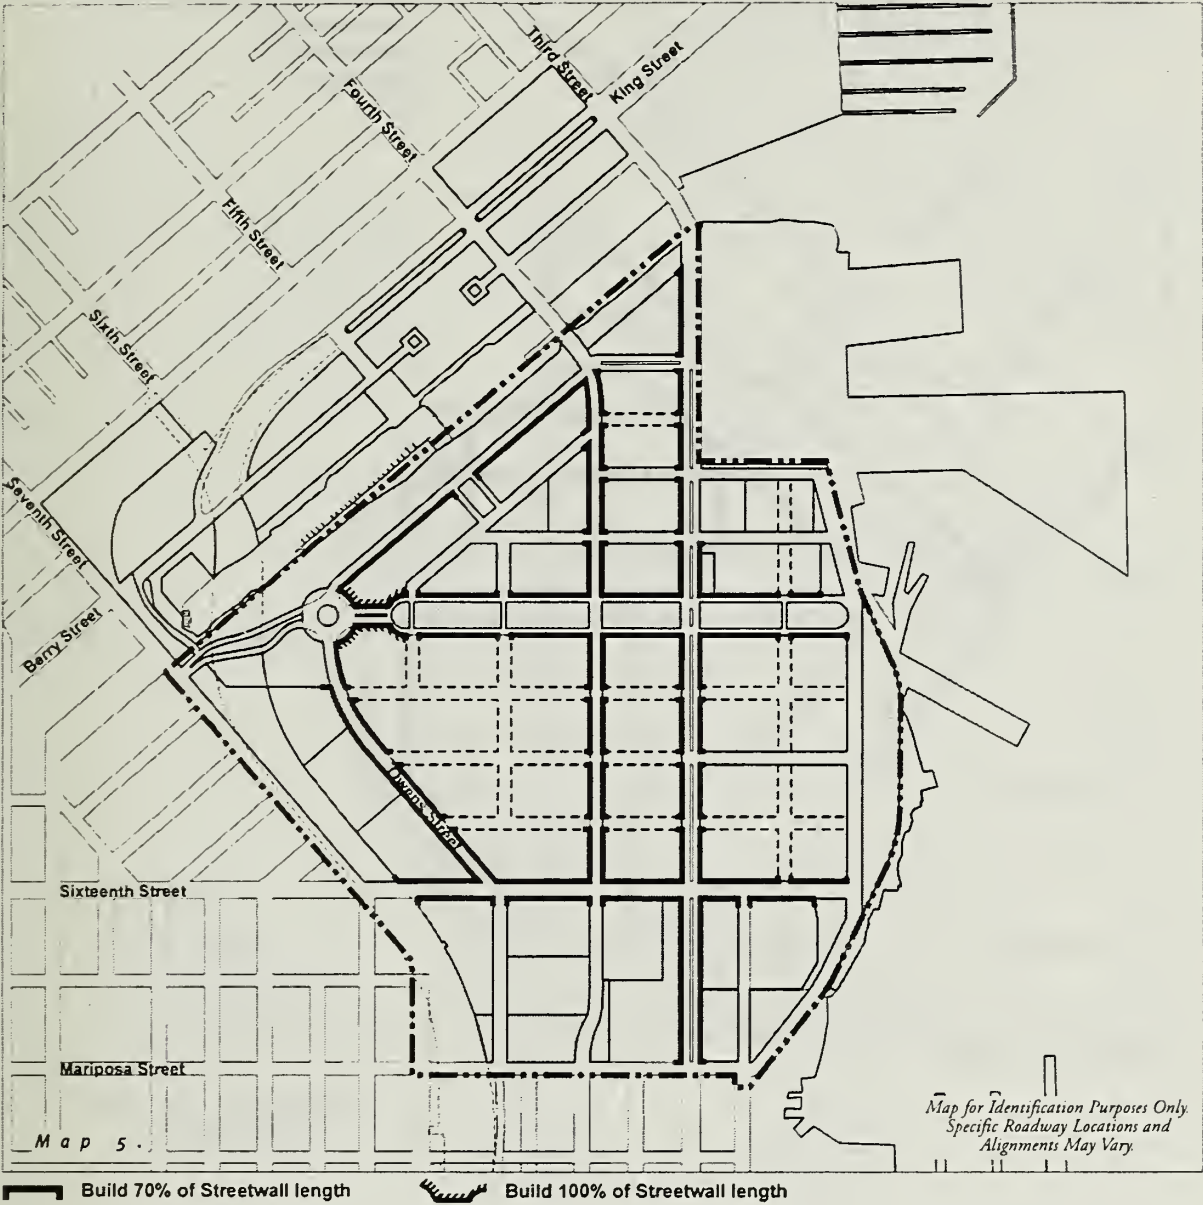 Third Street
King Street
Fourth Street
Fifth Street
Sixth Street
Seventh Street
Berry Street
Owens Street
Sixteenth Street
Mariposa Street
Map 5.
Map for Identification Purposes Only.
Specific Roadway Locations and
Alignments May Vary.
Build 70% of Streetwall length
Build 100% of Streetwall length